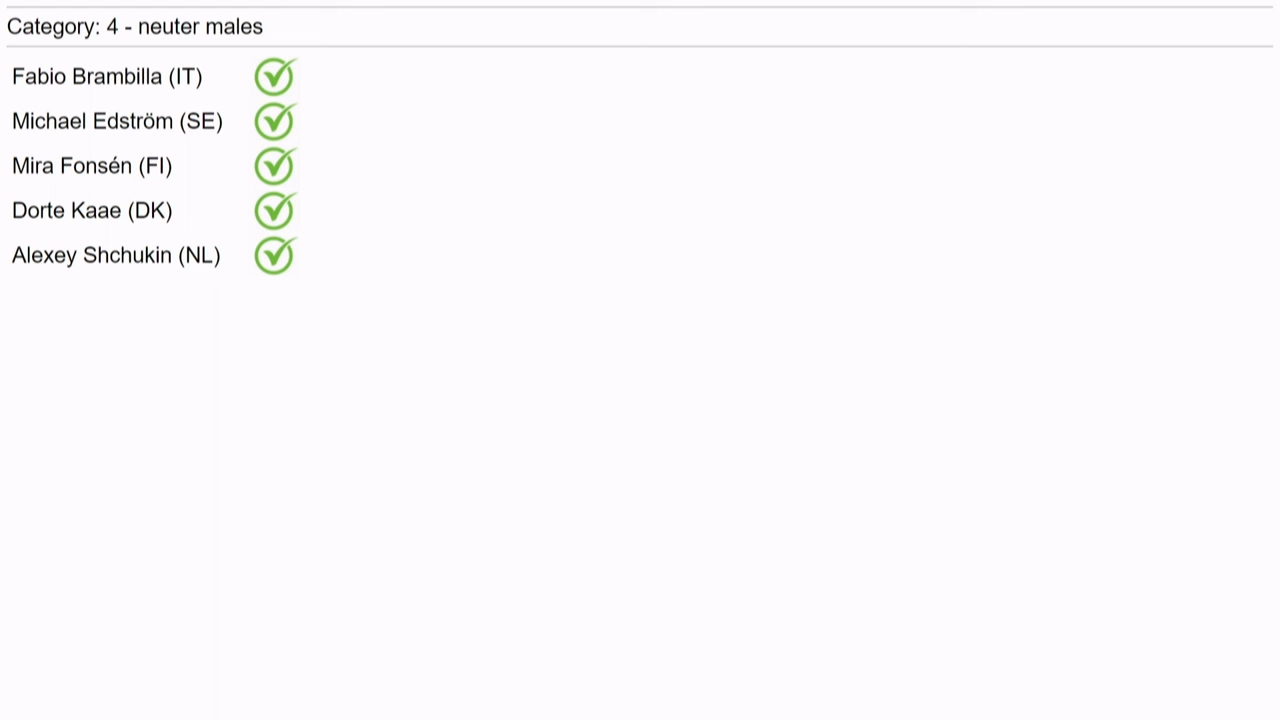 Category: 4 - neuter males
Fabio Brambilla (IT)
Michael Edström (SE)
Mira Fonsén (FI)
Dorte Kaae (DK)
Alexey Shchukin (NL)